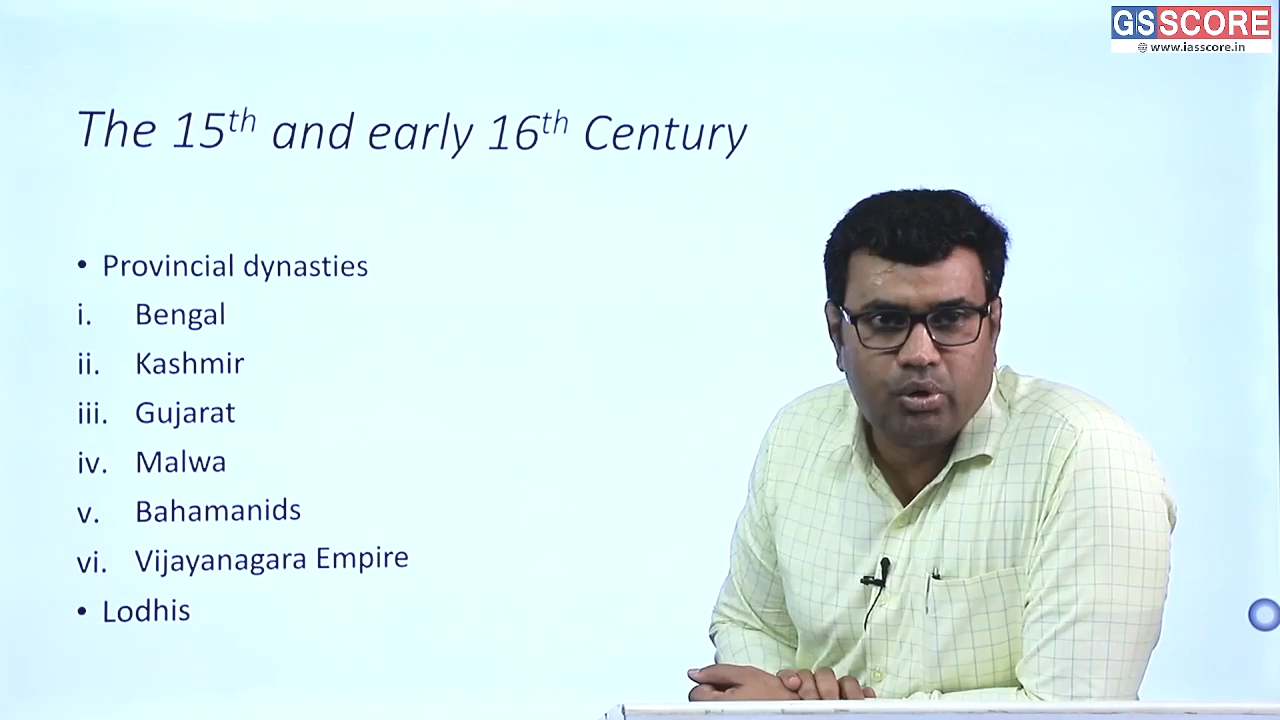 GSSCORE
www.iasscore.in
The 15th and early 16th Century
• Provincial dynasties
i. Bengal
ii. Kashmir
iii. Gujarat
iv. Malwa
v. Bahamanids
vi. Vijayanagara Empire
• Lodhis